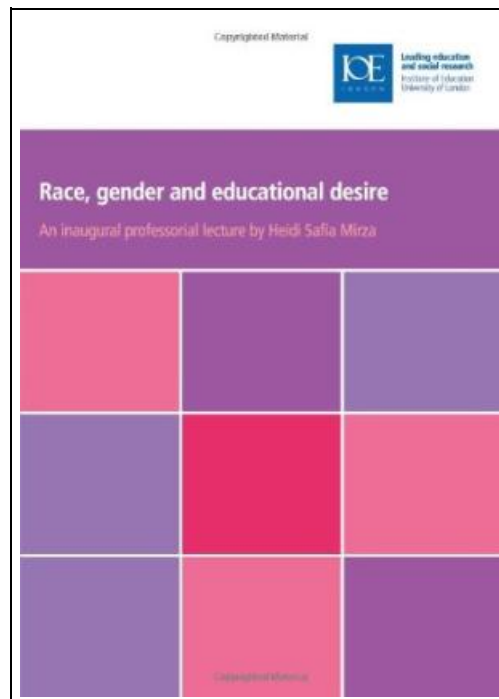 Copyrighted Material
IOE
LONDON
Leading education
and social research
Institute of Education
University of London
Race, gender and educational desire
An inaugural professorial lecture by Heidi Safia Mirza
Copyrighted Material